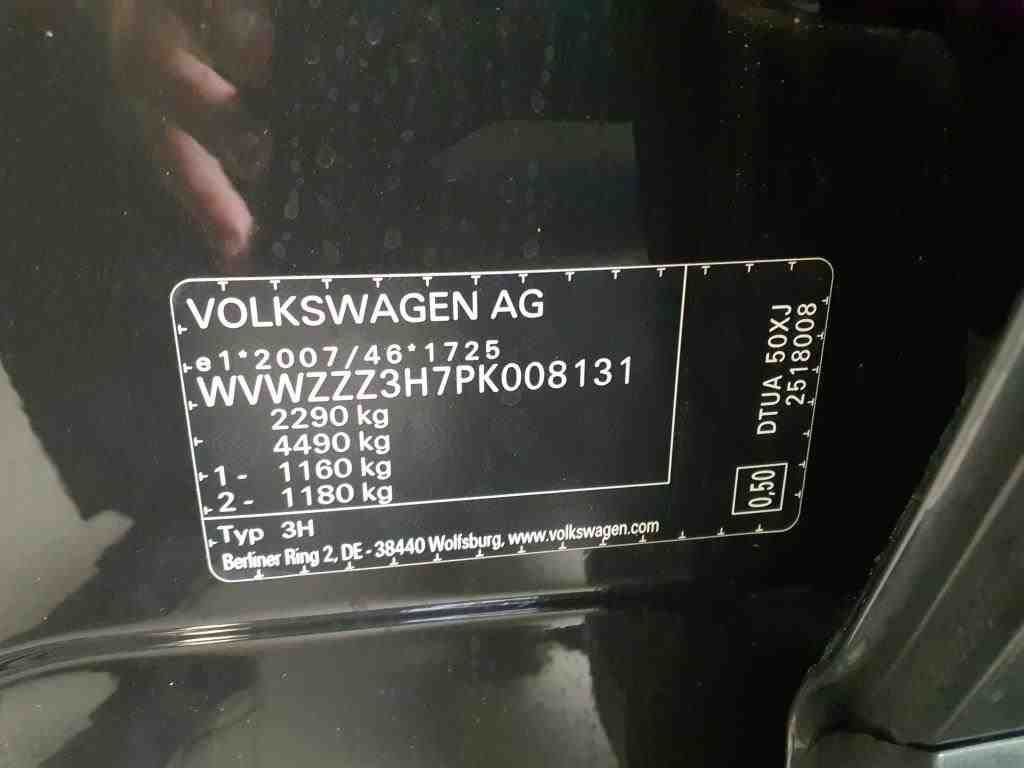 VOLKSWAGEN AG
e1*2007/46*1725
WVWZZZ3H7PK008131
2290 kg
4490 kg
1- 1160 kg
2- 1180 kg
Typ 3H
Berliner Ring 2, DE - 38440 Wolfsburg, www.volkswagen.com
DTUA 50XJ
2518008
0,50